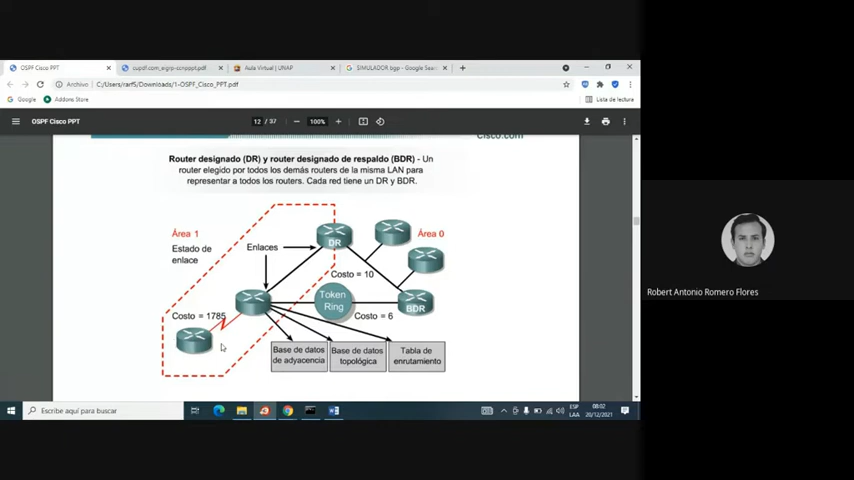 OSPF Cisco PPT
cupdf.com_eigrp-ccnpppt.pdf
Aula Virtual | UNAP
SIMULADOR bgp - Google Sea
Archivo | C:/Users/rarf5/Downloads/1-OSPF_Cisco_PPT.pdf
Google
Addons Store
Lista de lectura
OSPF Cisco PPT
12 / 37
100%
Cisco.com
Router designado (DR) y router designado de respaldo (BDR) - Un
router elegido por todos los demás routers de la misma LAN para
representar a todos los routers. Cada red tiene un DR y BDR.
Área 1
Estado de
enlace
Enlaces
DR
Área 0
Costo = 10
Token
Ring
BDR
Costo = 1785
Costo = 6
Base de datos
de adyacencia
Base de datos
topológica
Tabla de
enrutamiento
Robert Antonio Romero Flores
Escribe aquí para buscar
ESP
LAA
08:02
20/12/2021